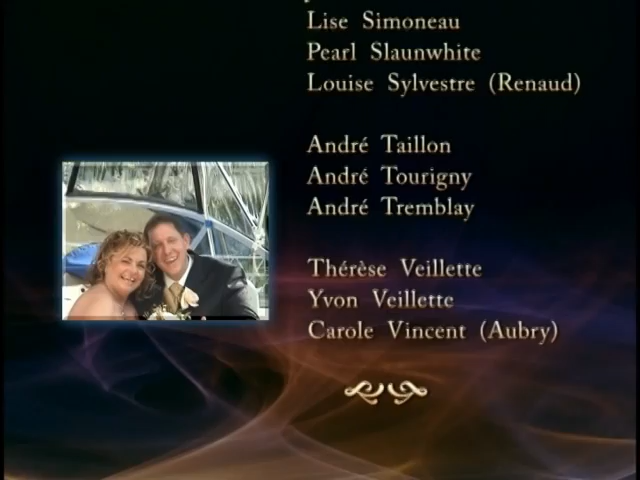 Lise Simoneau
Pearl Slaunwhite
Louise Sylvestre (Renaud)
André Taillon
André Tourigny
André Tremblay
Thérèse Veillette
Yvon Veillette
Carole Vincent (Aubry)